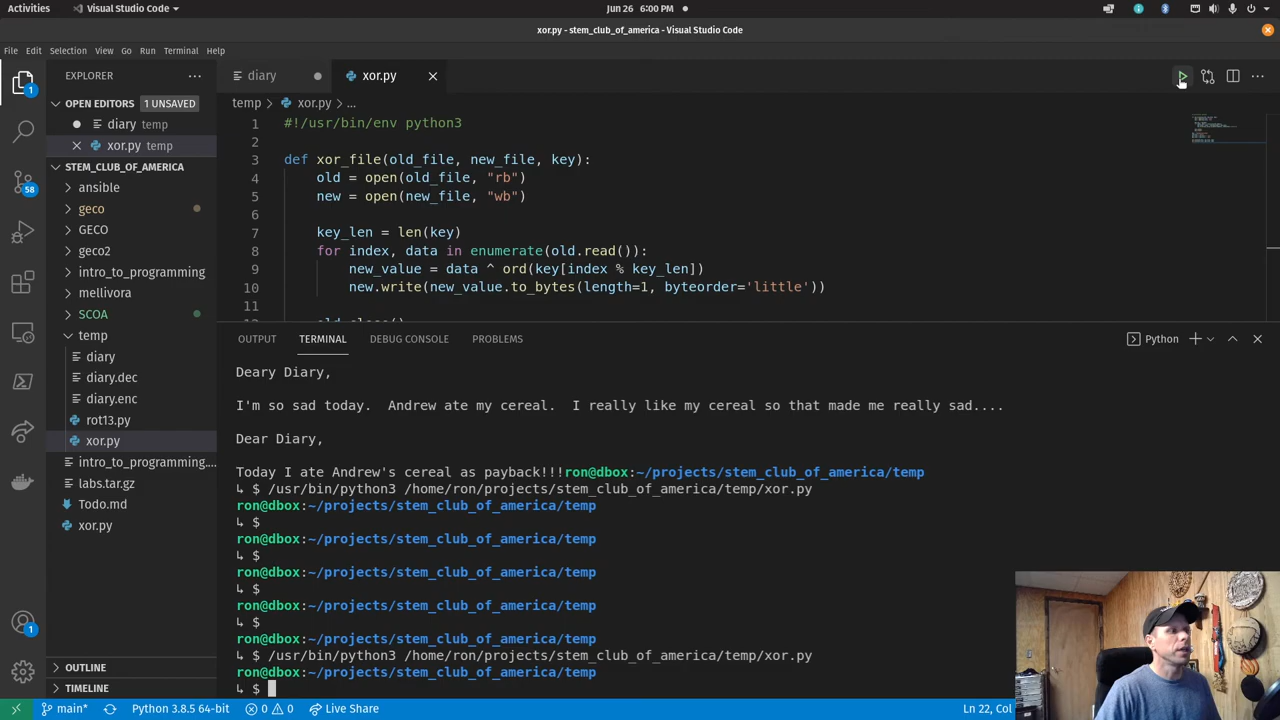 Activities
Visual Studio Code
Jun 26 6:00 PM
xor.py - stem_club_of_america - Visual Studio Code
File Edit Selection View Go Run Terminal Help
EXPLORER
diary
xor.py
OPEN EDITORS
1 UNSAVED
temp > xor.py > ...
diary temp
xor.py temp
STEM_CLUB_OF_AMERICA
ansible
geco
GECO
geco2
intro_to_programming
mellivora
SCOA
temp
diary
diary.dec
diary.enc
rot13.py
xor.py
intro_to_programming....
labs.tar.gz
Todo.md
xor.py
OUTLINE
TIMELINE
1
58
1
1 #!/usr/bin/env python3
2
3 def xor_file(old_file, new_file, key):
4 old = open(old_file, "rb")
5 new = open(new_file, "wb")
6
7 key_len = len(key)
8 for index, data in enumerate(old.read()):
9 new_value = data ^ ord(key[index % key_len])
10 new.write(new_value.to_bytes(length=1, byteorder='little'))
11
OUTPUT TERMINAL DEBUG CONSOLE PROBLEMS
Python
Deary Diary,
I'm so sad today. Andrew ate my cereal. I really like my cereal so that made me really sad....
Dear Diary,
Today I ate Andrew's cereal as payback!!!ron@dbox:~/projects/stem_club_of_america/temp
↳ $ /usr/bin/python3 /home/ron/projects/stem_club_of_america/temp/xor.py
ron@dbox:~/projects/stem_club_of_america/temp
↳ $
ron@dbox:~/projects/stem_club_of_america/temp
↳ $
ron@dbox:~/projects/stem_club_of_america/temp
↳ $
ron@dbox:~/projects/stem_club_of_america/temp
↳ $
ron@dbox:~/projects/stem_club_of_america/temp
↳ $ /usr/bin/python3 /home/ron/projects/stem_club_of_america/temp/xor.py
ron@dbox:~/projects/stem_club_of_america/temp
↳ $
main*
Python 3.8.5 64-bit
0 0
Live Share
Ln 22, Col